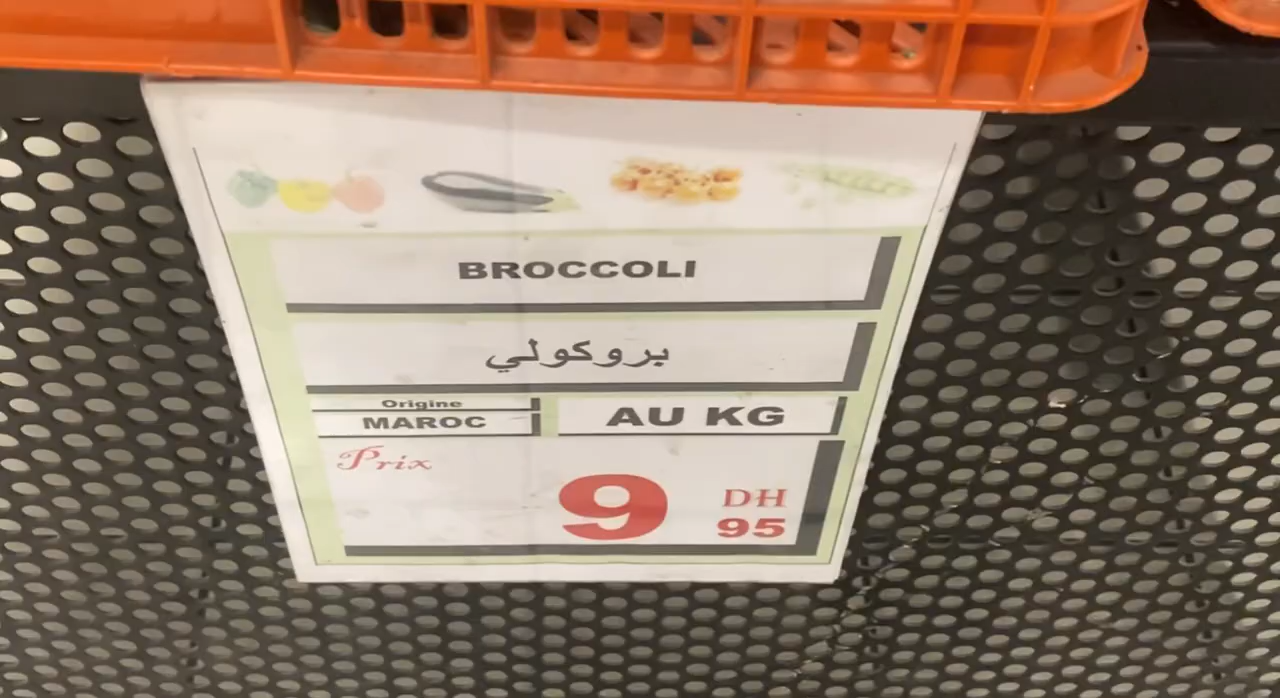 BROCCOLI
بروكولي
Origine
MAROC
AU KG
Prix
9 DH
95